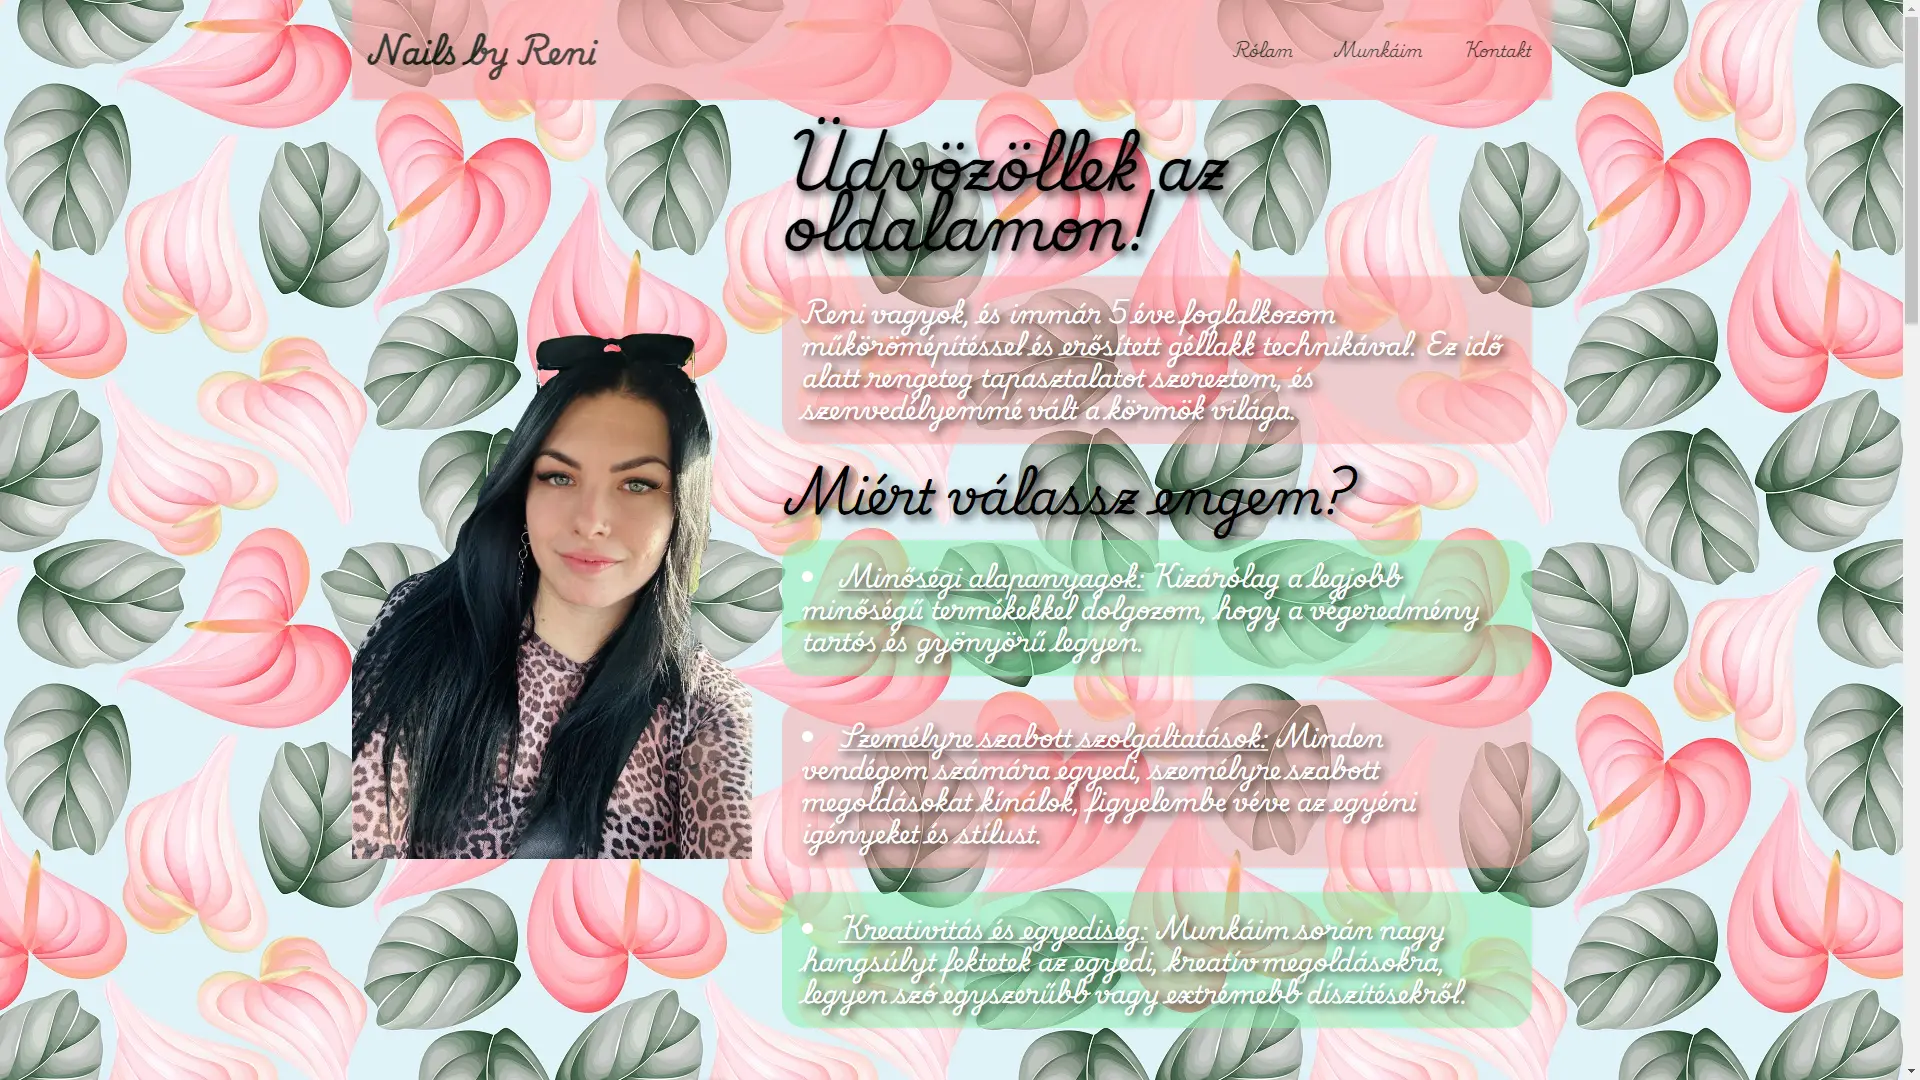 Nails by Reni
Rólam
Munkáim
Kontakt
Üdvözöllek az
oldalamon!
Reni vagyok, és immár 5 éve foglalkozom
műkörömépítéssel és erősített géllakk technikával. Ez idő
alatt rengeteg tapasztalatot szereztem, és
szenvedélyemmé vált a körmök világa.
Miért válassz engem?
• Minőségi alapanyagok: Kizárólag a legjobb
minőségű termékekkel dolgozom, hogy a végeredmény
tartós és gyönyörű legyen.
• Személyre szabott szolgáltatások: Minden
vendégem számára egyedi, személyre szabott
megoldásokat kínálok, figyelembe véve az egyéni
igényeket és stílust.
• Kreativitás és egyediség: Munkáim során nagy
hangsúlyt fektetek az egyedi, kreatív megoldásokra,
legyen szó egyszerűbb vagy extrémebb díszítésekről.